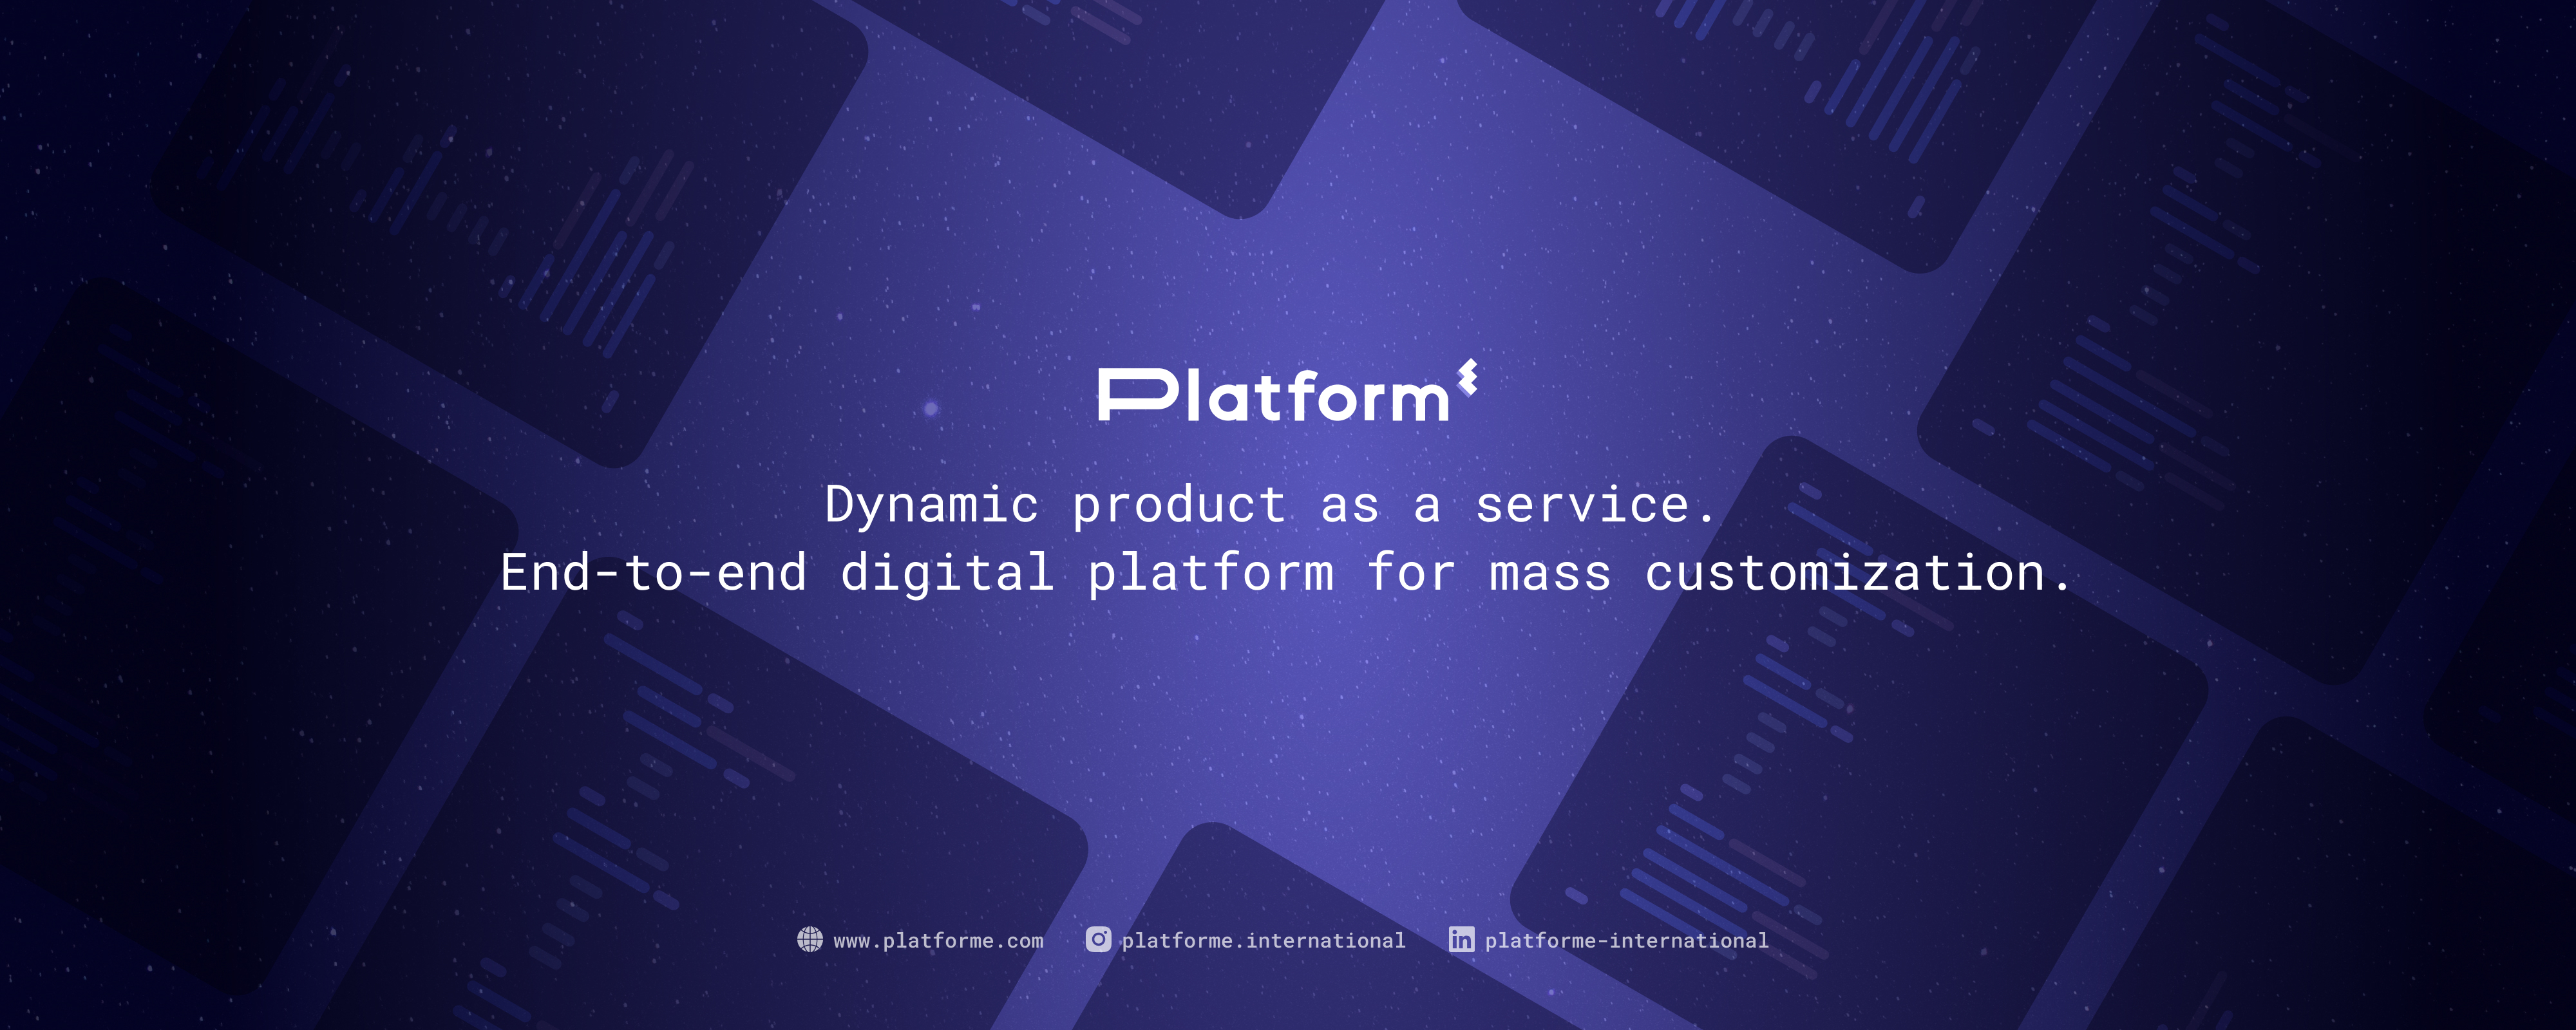 Platforme
Dynamic product as a service.
End-to-end digital platform for mass customization.
www.platforme.com platforme.international platforme-international